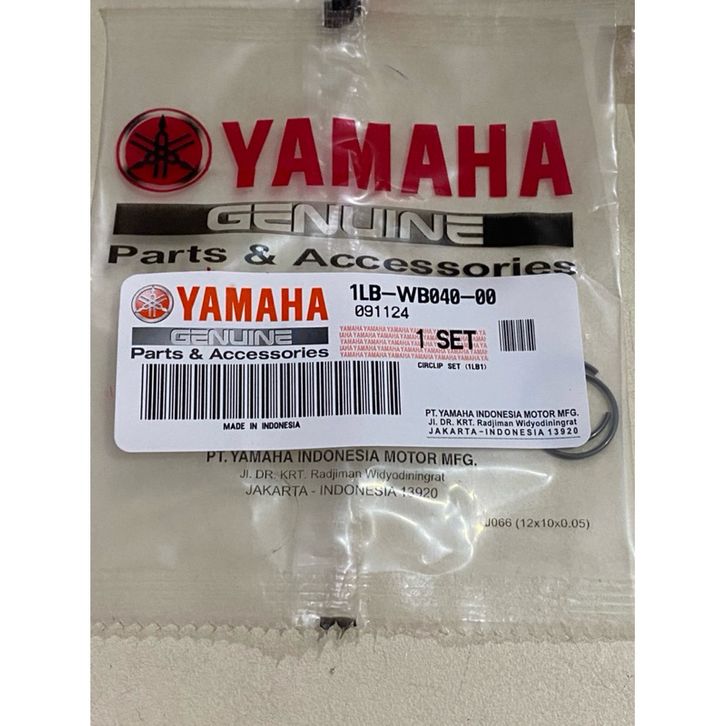 YAMAHA
GENUINE
Parts & Accessories
YAMAHA
GENUINE
Parts & Accessories
1LB-WB040-00
091124
1 SET
CIRCLIP SET (1LB1)
MADE IN INDONESIA
PT. YAMAHA INDONESIA MOTOR MFG.
Jl. DR. KRT. Radjiman Widyodiningrat
JAKARTA-INDONESIA 13920
PT. YAMAHA INDONESIA MOTOR MFG.
Jl. DR. KRT. Radjiman Widyodiningrat
JAKARTA - INDONESIA 13920
J066 (12x10x0.05)